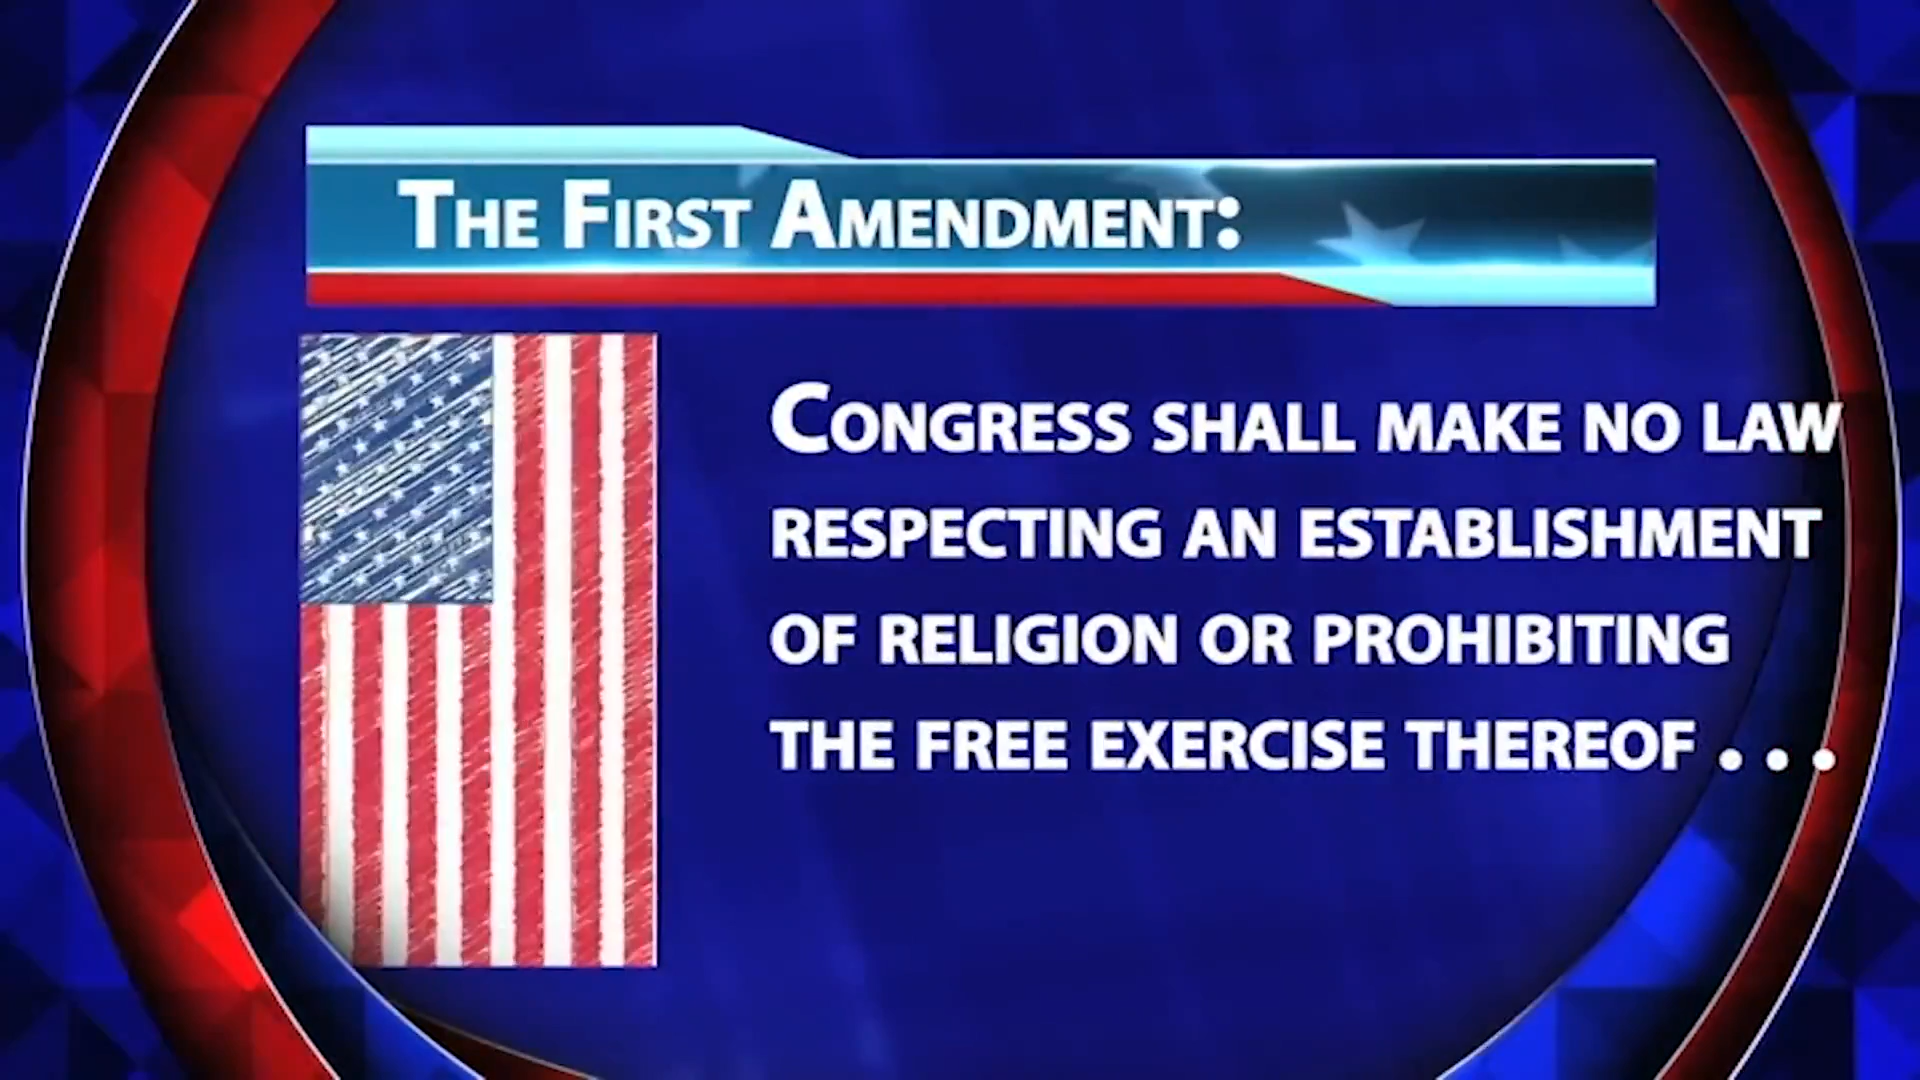 The First Amendment:
Congress shall make no law
respecting an establishment
of religion or prohibiting
the free exercise thereof . . .